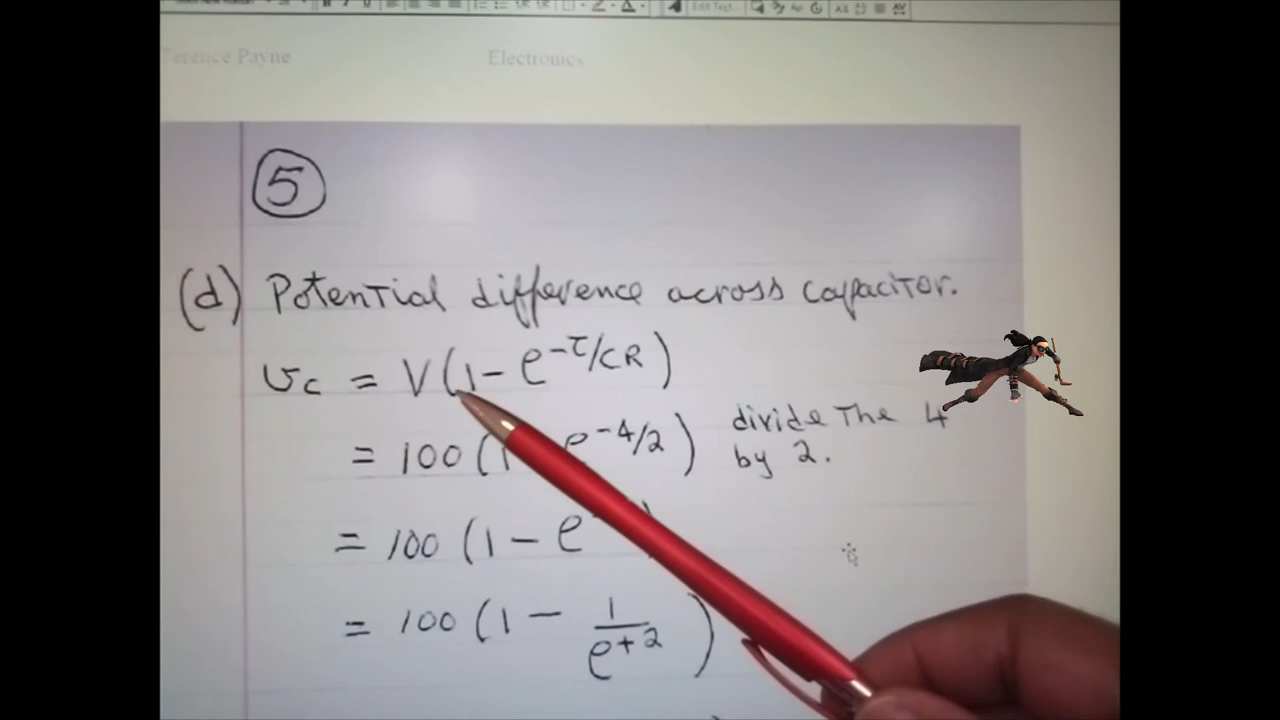 Terence Payne Electronics
5
(d) Potential difference across capacitor.
υc = V(1- e-τ/CR)
= 100 (1 e-4/2) divide The 4
by 2.
= 100 (1 - e )
= 100 (1 - 1/e+2)